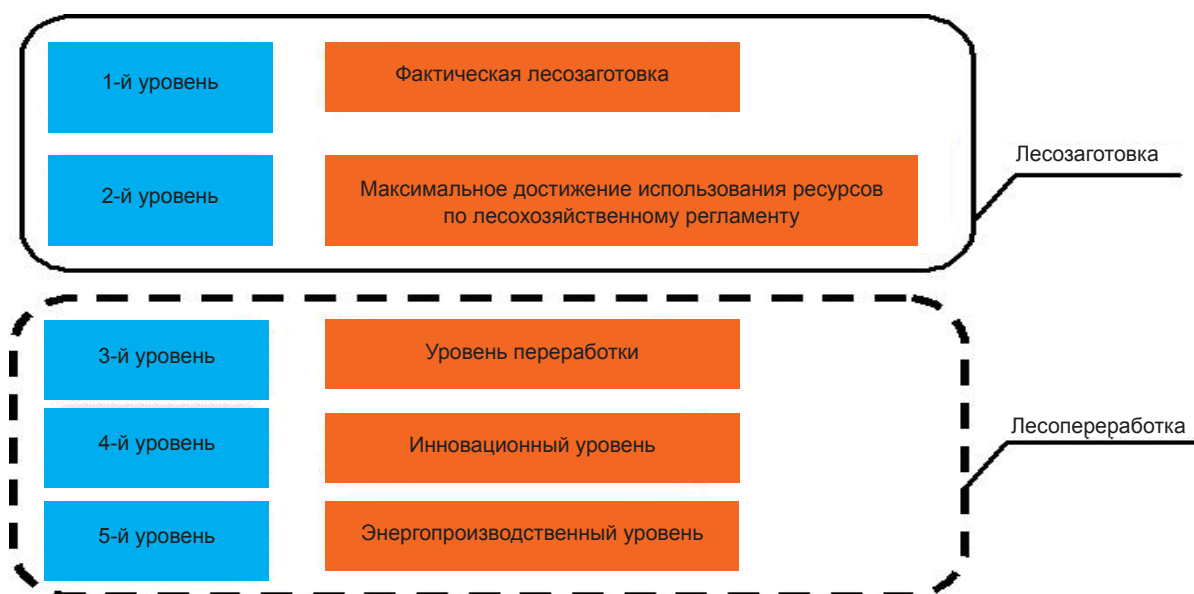 1-й уровень
Фактическая лесозаготовка
2-й уровень
Максимальное достижение использования ресурсов
по лесохозяйственному регламенту
Лесозаготовка
3-й уровень
Уровень переработки
4-й уровень
Инновационный уровень
5-й уровень
Энергопроизводственный уровень
Лесопереработка